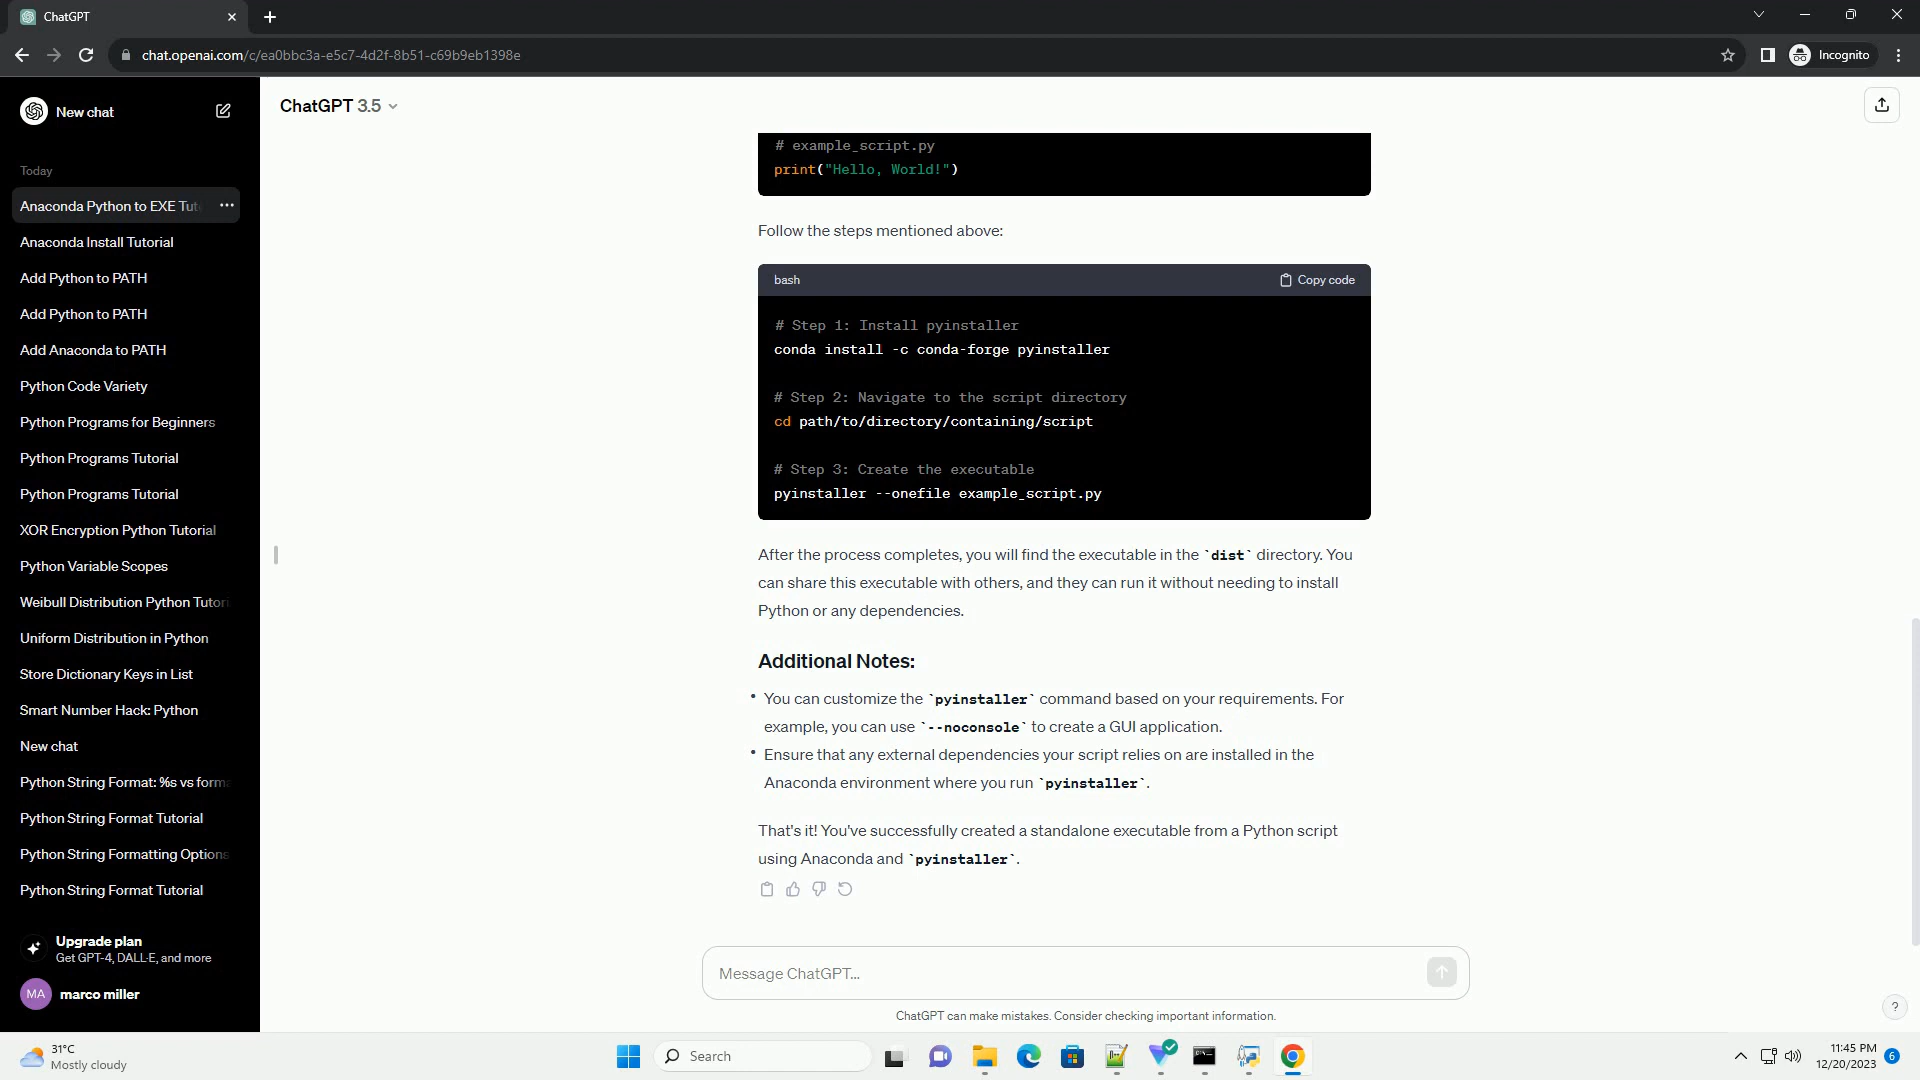 ChatGPT
chat.openai.com/c/ea0bbc3a-e5c7-4d2f-8b51-c69b9eb1398e
Incognito
New chat
Today
Anaconda Python to EXE Tut
Anaconda Install Tutorial
Add Python to PATH
Add Python to PATH
Add Anaconda to PATH
Python Code Variety
Python Programs for Beginners
Python Programs Tutorial
Python Programs Tutorial
XOR Encryption Python Tutorial
Python Variable Scopes
Weibull Distribution Python Tutori
Uniform Distribution in Python
Store Dictionary Keys in List
Smart Number Hack: Python
New chat
Python String Format: %s vs forma
Python String Format Tutorial
Python String Formatting Options
Python String Format Tutorial
Upgrade plan
Get GPT-4, DALL·E, and more
MA marco miller
ChatGPT 3.5
# example_script.py
print("Hello, World!")
Follow the steps mentioned above:
bash Copy code
# Step 1: Install pyinstaller
conda install -c conda-forge pyinstaller
# Step 2: Navigate to the script directory
cd path/to/directory/containing/script
# Step 3: Create the executable
pyinstaller --onefile example_script.py
After the process completes, you will find the executable in the `dist` directory. You
can share this executable with others, and they can run it without needing to install
Python or any dependencies.
Additional Notes:
• You can customize the `pyinstaller` command based on your requirements. For
example, you can use `--noconsole` to create a GUI application.
• Ensure that any external dependencies your script relies on are installed in the
Anaconda environment where you run `pyinstaller`.
That's it! You've successfully created a standalone executable from a Python script
using Anaconda and `pyinstaller`.
Message ChatGPT...
ChatGPT can make mistakes. Consider checking important information.
?
31°C
Mostly cloudy
Search
11:45 PM
12/20/2023
6